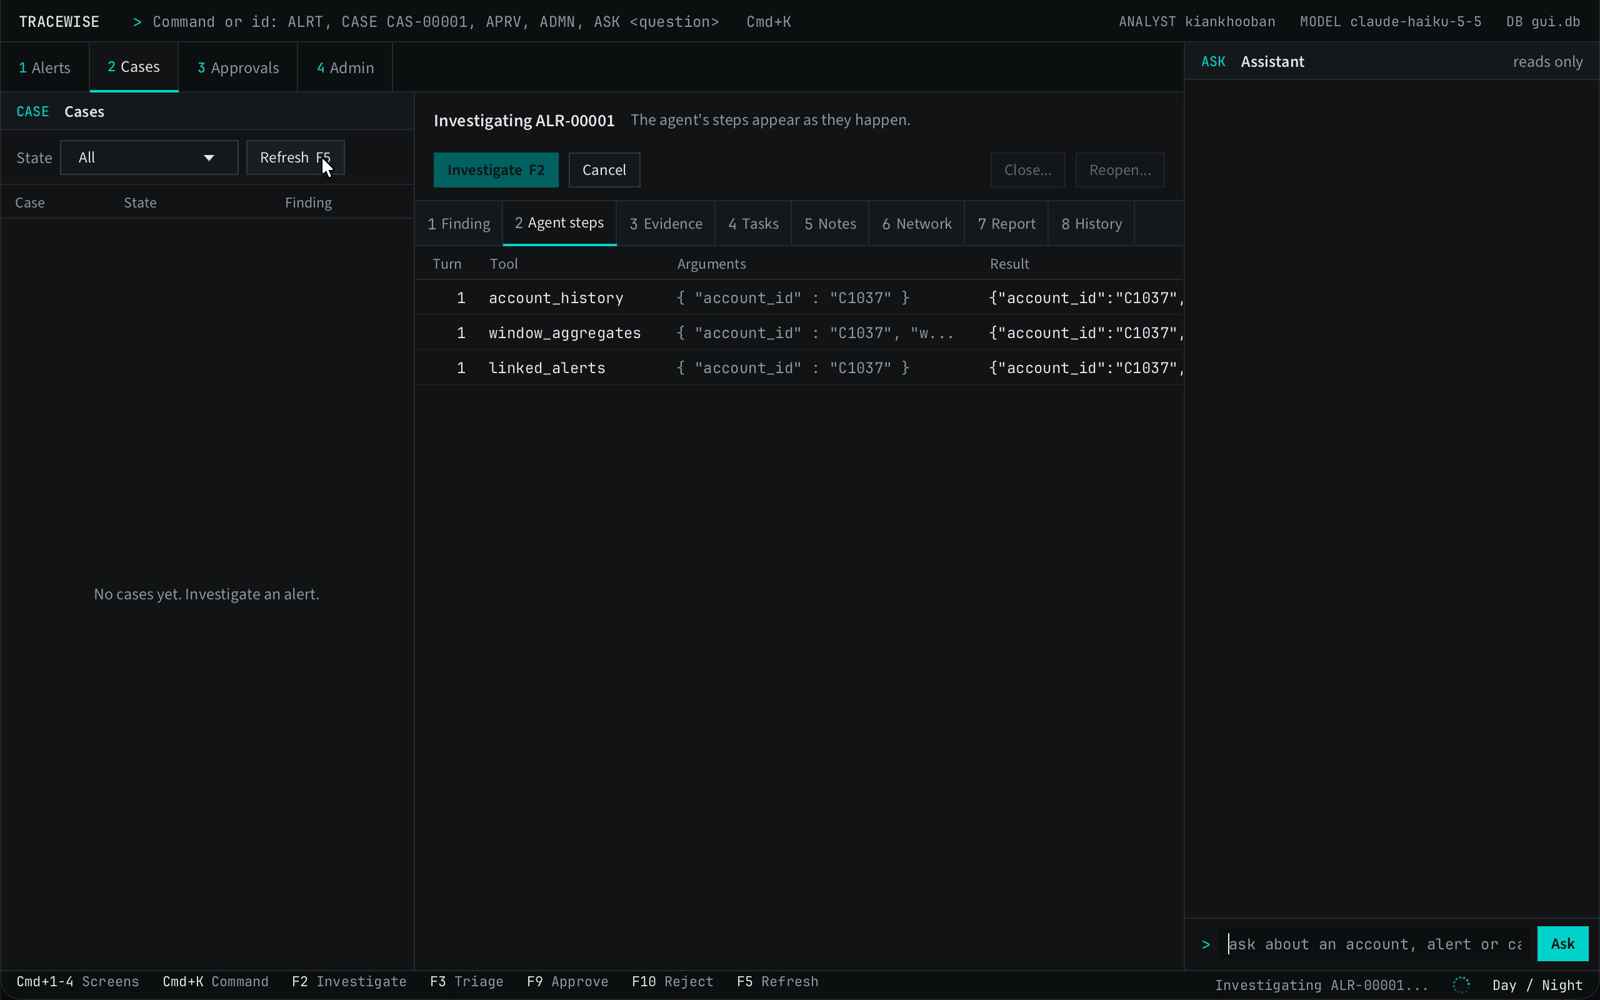 TRACEWISE > Command or id: ALRT, CASE CAS-00001, APRV, ADMN, ASK <question> Cmd+K ANALYST kiankhooban MODEL claude-haiku-5-5 DB gui.db
1 Alerts 2 Cases 3 Approvals 4 Admin
ASK Assistant reads only
CASE Cases
State All Refresh F5
Case State Finding
No cases yet. Investigate an alert.
Investigating ALR-00001 The agent's steps appear as they happen.
Investigate F2 Cancel Close... Reopen...
1 Finding 2 Agent steps 3 Evidence 4 Tasks 5 Notes 6 Network 7 Report 8 History
Turn Tool Arguments Result
1 account_history { "account_id" : "C1037" } {"account_id":"C1037",
1 window_aggregates { "account_id" : "C1037", "w... {"account_id":"C1037",
1 linked_alerts { "account_id" : "C1037" } {"account_id":"C1037",
> ask about an account, alert or ca Ask
Cmd+1-4 Screens Cmd+K Command F2 Investigate F3 Triage F9 Approve F10 Reject F5 Refresh Investigating ALR-00001... Day / Night